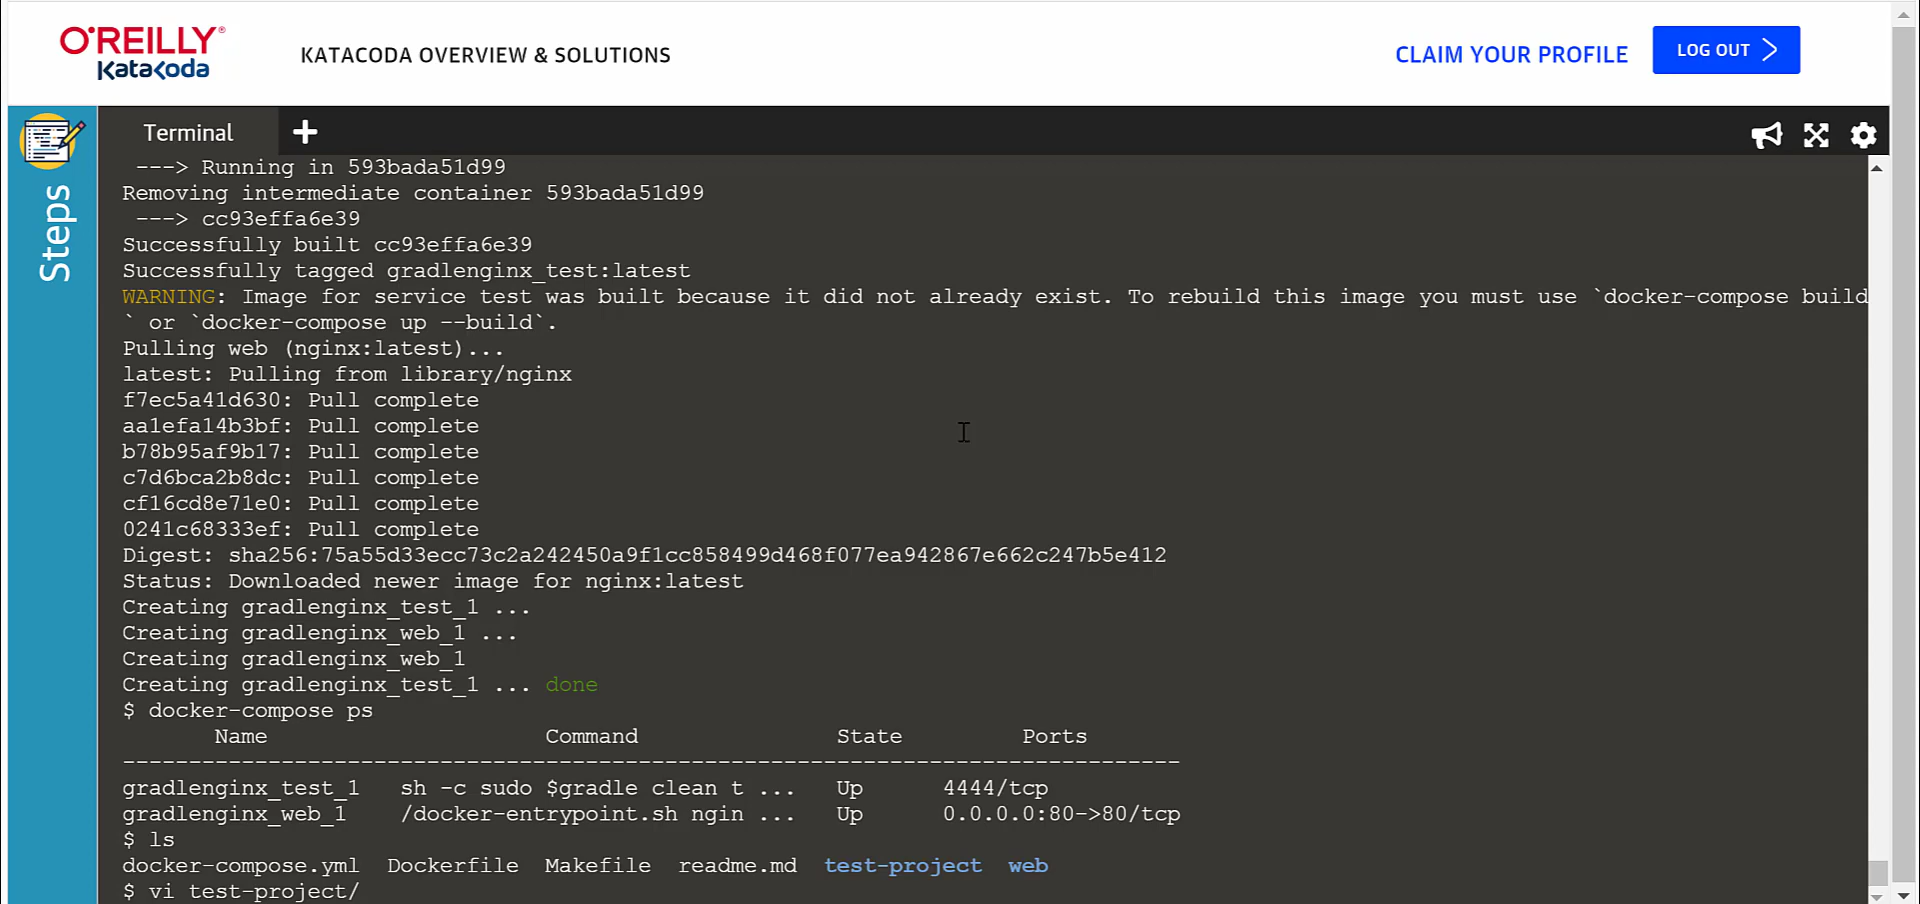 O'REILLY®
Katacoda
KATACODA OVERVIEW & SOLUTIONS
CLAIM YOUR PROFILE
LOG OUT
Steps
Terminal
---> Running in 593bada51d99
Removing intermediate container 593bada51d99
---> cc93effa6e39
Successfully built cc93effa6e39
Successfully tagged gradlenginx_test:latest
WARNING: Image for service test was built because it did not already exist. To rebuild this image you must use `docker-compose build
` or `docker-compose up --build`.
Pulling web (nginx:latest)...
latest: Pulling from library/nginx
f7ec5a41d630: Pull complete
aa1efa14b3bf: Pull complete
b78b95af9b17: Pull complete
c7d6bca2b8dc: Pull complete
cf16cd8e71e0: Pull complete
0241c68333ef: Pull complete
Digest: sha256:75a55d33ecc73c2a242450a9f1cc858499d468f077ea942867e662c247b5e412
Status: Downloaded newer image for nginx:latest
Creating gradlenginx_test_1 ...
Creating gradlenginx_web_1 ...
Creating gradlenginx_web_1
Creating gradlenginx_test_1 ... done
$ docker-compose ps
Name Command State Ports
--------------------------------------------------------------------------------
gradlenginx_test_1 sh -c sudo $gradle clean t ... Up 4444/tcp
gradlenginx_web_1 /docker-entrypoint.sh ngin ... Up 0.0.0.0:80->80/tcp
$ ls
docker-compose.yml Dockerfile Makefile readme.md test-project web
$ vi test-project/